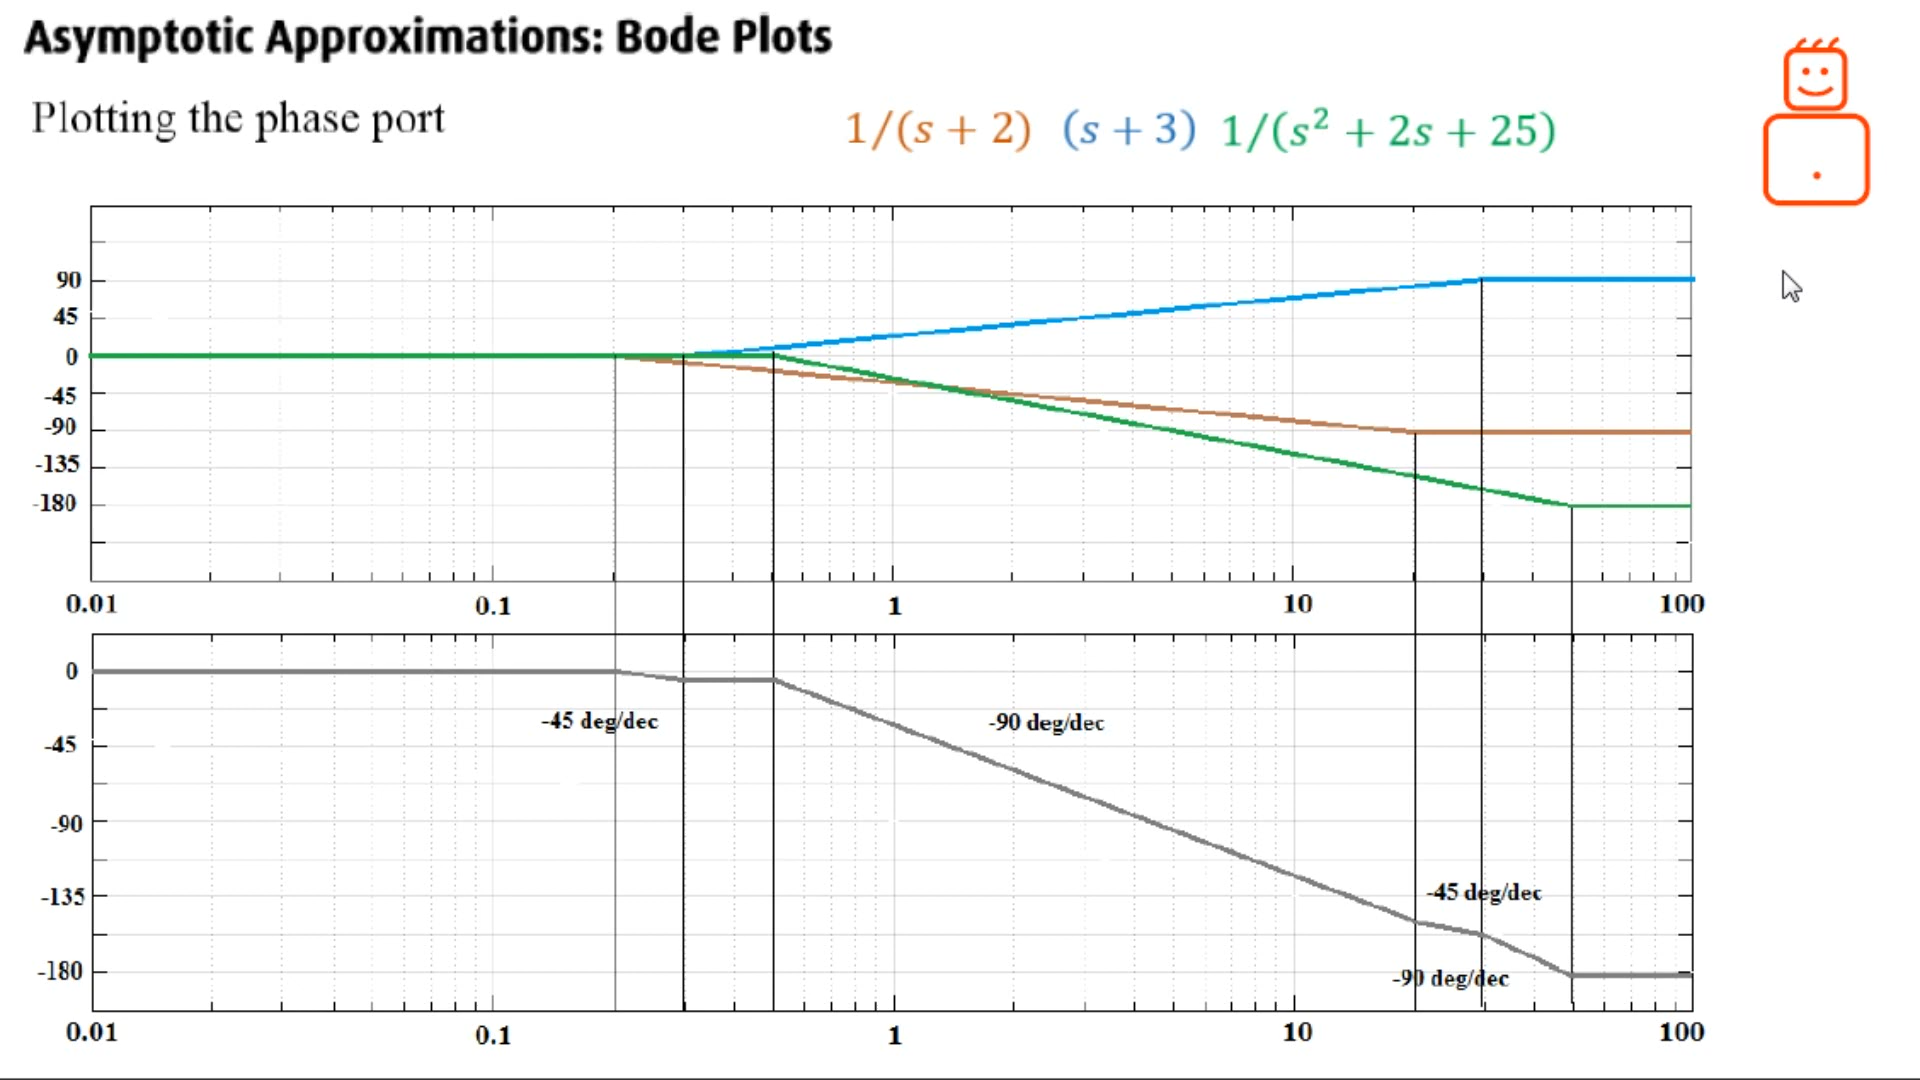 Asymptotic Approximations: Bode Plots
Plotting the phase port
1/(s + 2) (s + 3) 1/(s² + 2s + 25)
90
45
0
-45
-90
-135
-180
0.01 0.1 1 10 100
0
-45 deg/dec -90 deg/dec
-45
-90
-135
-45 deg/dec
-180
-90 deg/dec
0.01 0.1 1 10 100